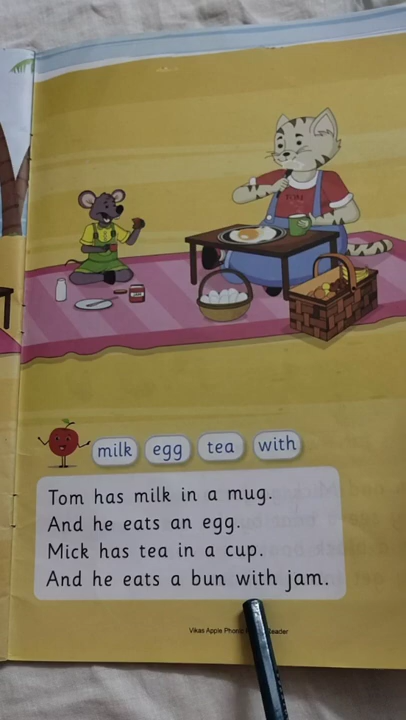 TOM
milk egg tea with
Tom has milk in a mug.
And he eats an egg.
Mick has tea in a cup.
And he eats a bun with jam.
Vikas Apple Phonic